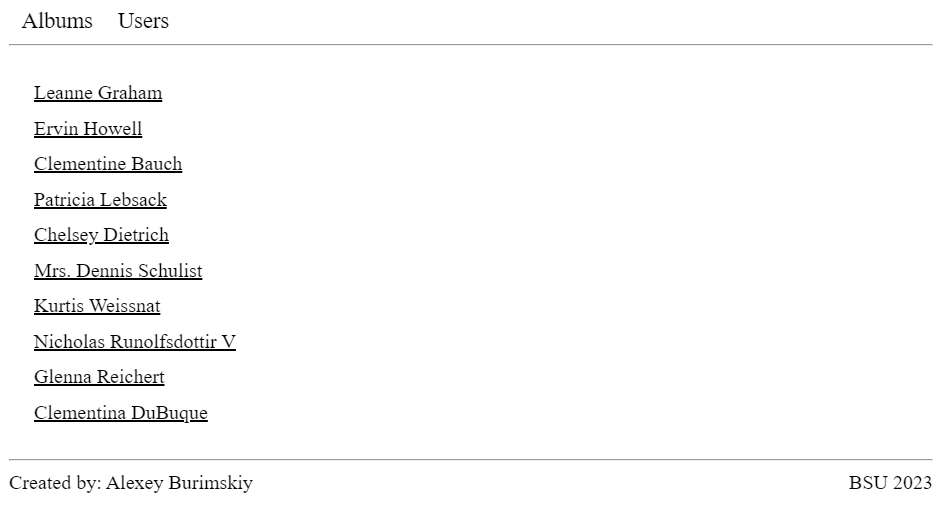 Albums Users
Leanne Graham
Ervin Howell
Clementine Bauch
Patricia Lebsack
Chelsey Dietrich
Mrs. Dennis Schulist
Kurtis Weissnat
Nicholas Runolfsdottir V
Glenna Reichert
Clementina DuBuque
Created by: Alexey Burimskiy BSU 2023